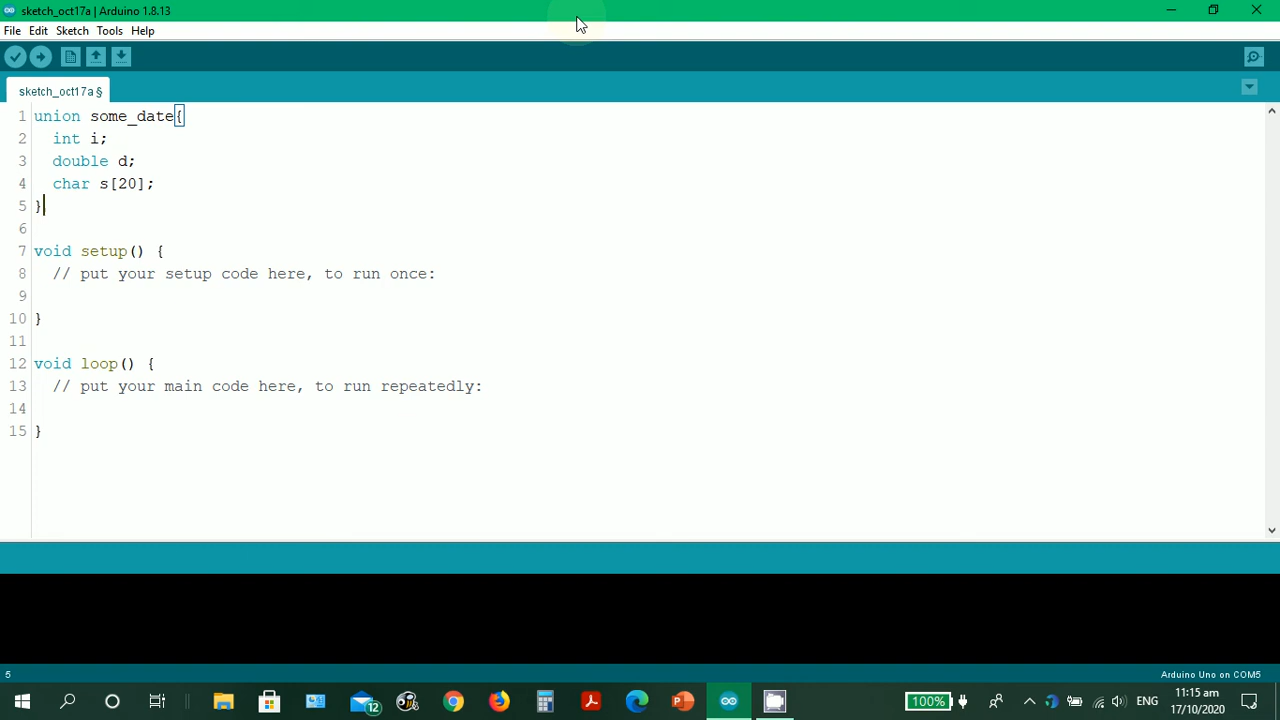 sketch_oct17a | Arduino 1.8.13
File Edit Sketch Tools Help
sketch_oct17a §
1 union some_date{
2 int i;
3 double d;
4 char s[20];
5 }
6
7 void setup() {
8 // put your setup code here, to run once:
9
10 }
11
12 void loop() {
13 // put your main code here, to run repeatedly:
14
15 }
5 Arduino Uno on COM5
12 100% ENG 11:15 am
17/10/2020